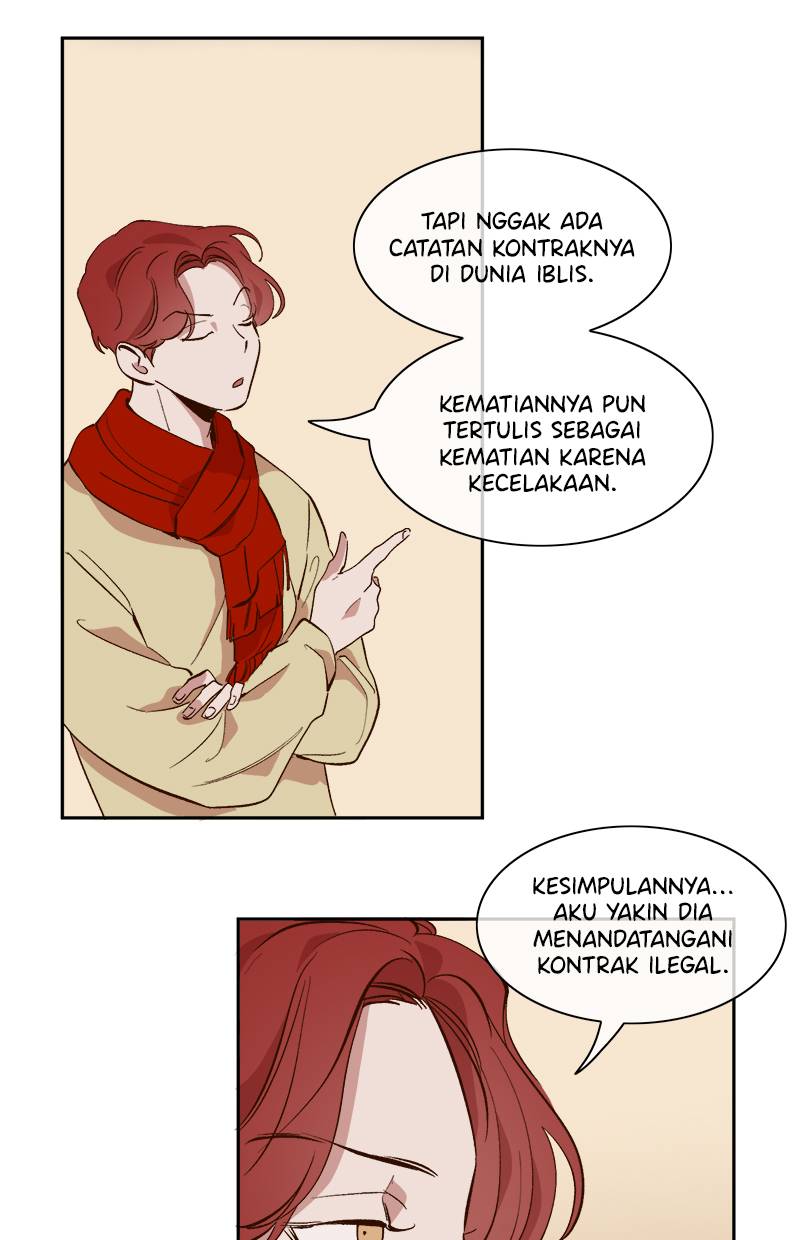 TAPI NGGAK ADA
CATATAN KONTRAKNYA
DI DUNIA IBLIS.
KEMATIANNYA PUN
TERTULIS SEBAGAI
KEMATIAN KARENA
KECELAKAAN.
KESIMPULANNYA...
AKU YAKIN DIA
MENANDATANGANI
KONTRAK ILEGAL.